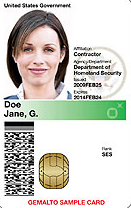 United States Government
Affiliation
Contractor
Agency/Department
Department of
Homeland Security
Issued
2009FEB25
Expires
2014FEB24
Doe
Jane, G.
Rank
SES
GEMALTO SAMPLE CARD